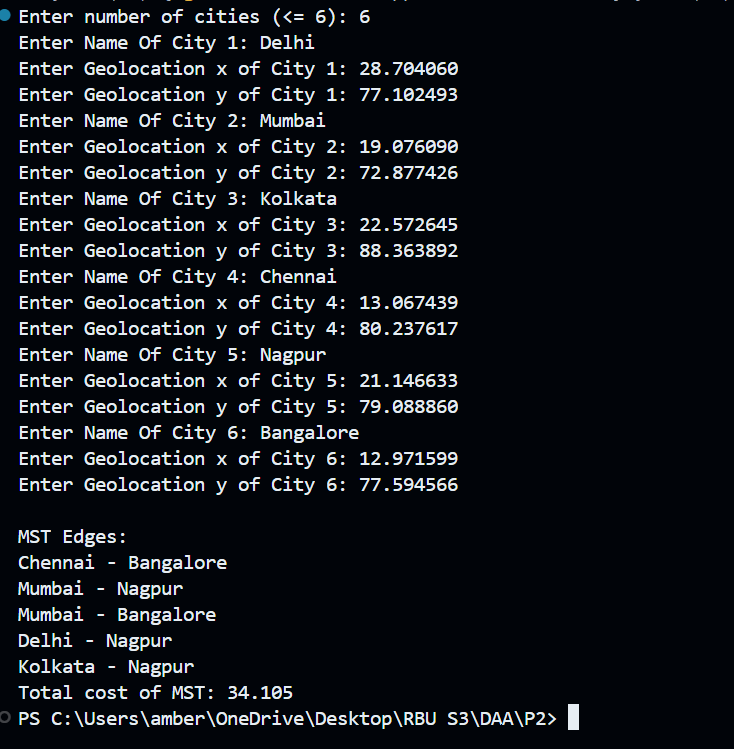 Enter number of cities (<= 6): 6
Enter Name Of City 1: Delhi
Enter Geolocation x of City 1: 28.704060
Enter Geolocation y of City 1: 77.102493
Enter Name Of City 2: Mumbai
Enter Geolocation x of City 2: 19.076090
Enter Geolocation y of City 2: 72.877426
Enter Name Of City 3: Kolkata
Enter Geolocation x of City 3: 22.572645
Enter Geolocation y of City 3: 88.363892
Enter Name Of City 4: Chennai
Enter Geolocation x of City 4: 13.067439
Enter Geolocation y of City 4: 80.237617
Enter Name Of City 5: Nagpur
Enter Geolocation x of City 5: 21.146633
Enter Geolocation y of City 5: 79.088860
Enter Name Of City 6: Bangalore
Enter Geolocation x of City 6: 12.971599
Enter Geolocation y of City 6: 77.594566

MST Edges:
Chennai - Bangalore
Mumbai - Nagpur
Mumbai - Bangalore
Delhi - Nagpur
Kolkata - Nagpur
Total cost of MST: 34.105
PS C:\Users\amber\OneDrive\Desktop\RBU S3\DAA\P2>